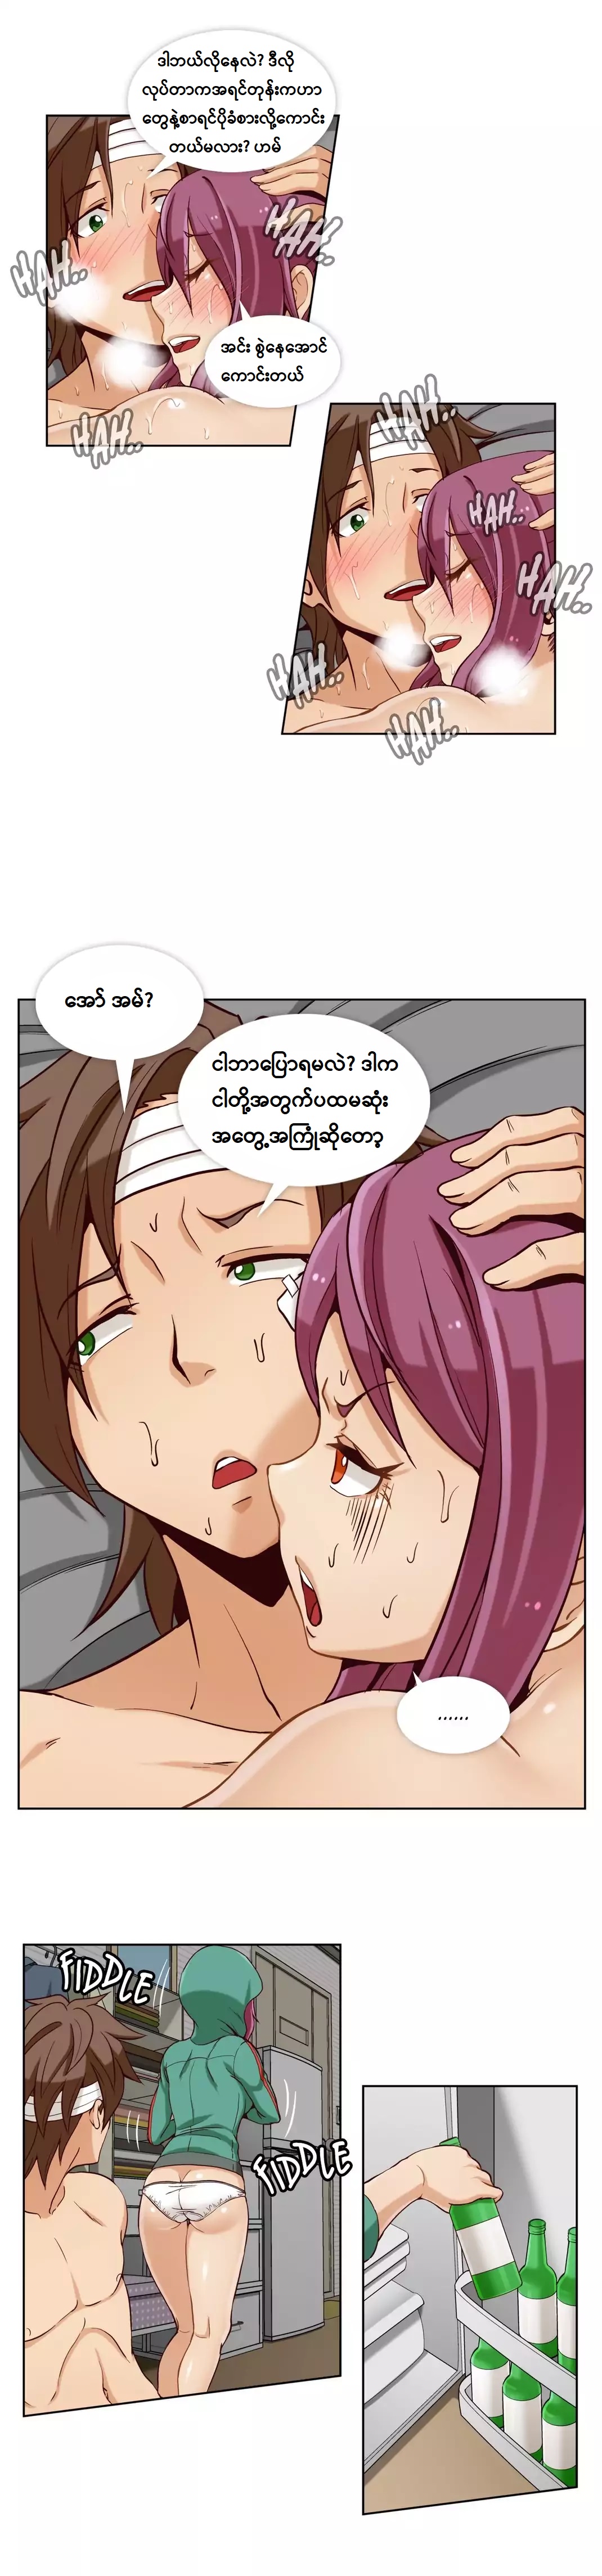 ဒါဘယ်လိုနေလဲ? ဒီလို
လုပ်တာကအရင်တုန်းကဟာ
တွေနဲ့စာရင်ပိုခံစားလို့ကောင်း
တယ်မလား? ဟမ်
HAH..
HAH..
အင်း စွဲနေအောင်
ကောင်းတယ်
HAH..
HAH..
HAH..
HAH..
HAH..
HAH..
အော် အမ်?
ငါဘာပြောရမလဲ? ဒါက
ငါတို့အတွက်ပထမဆုံး
အတွေ့အကြုံဆိုတော့
......
FIDDLE
FIDDLE